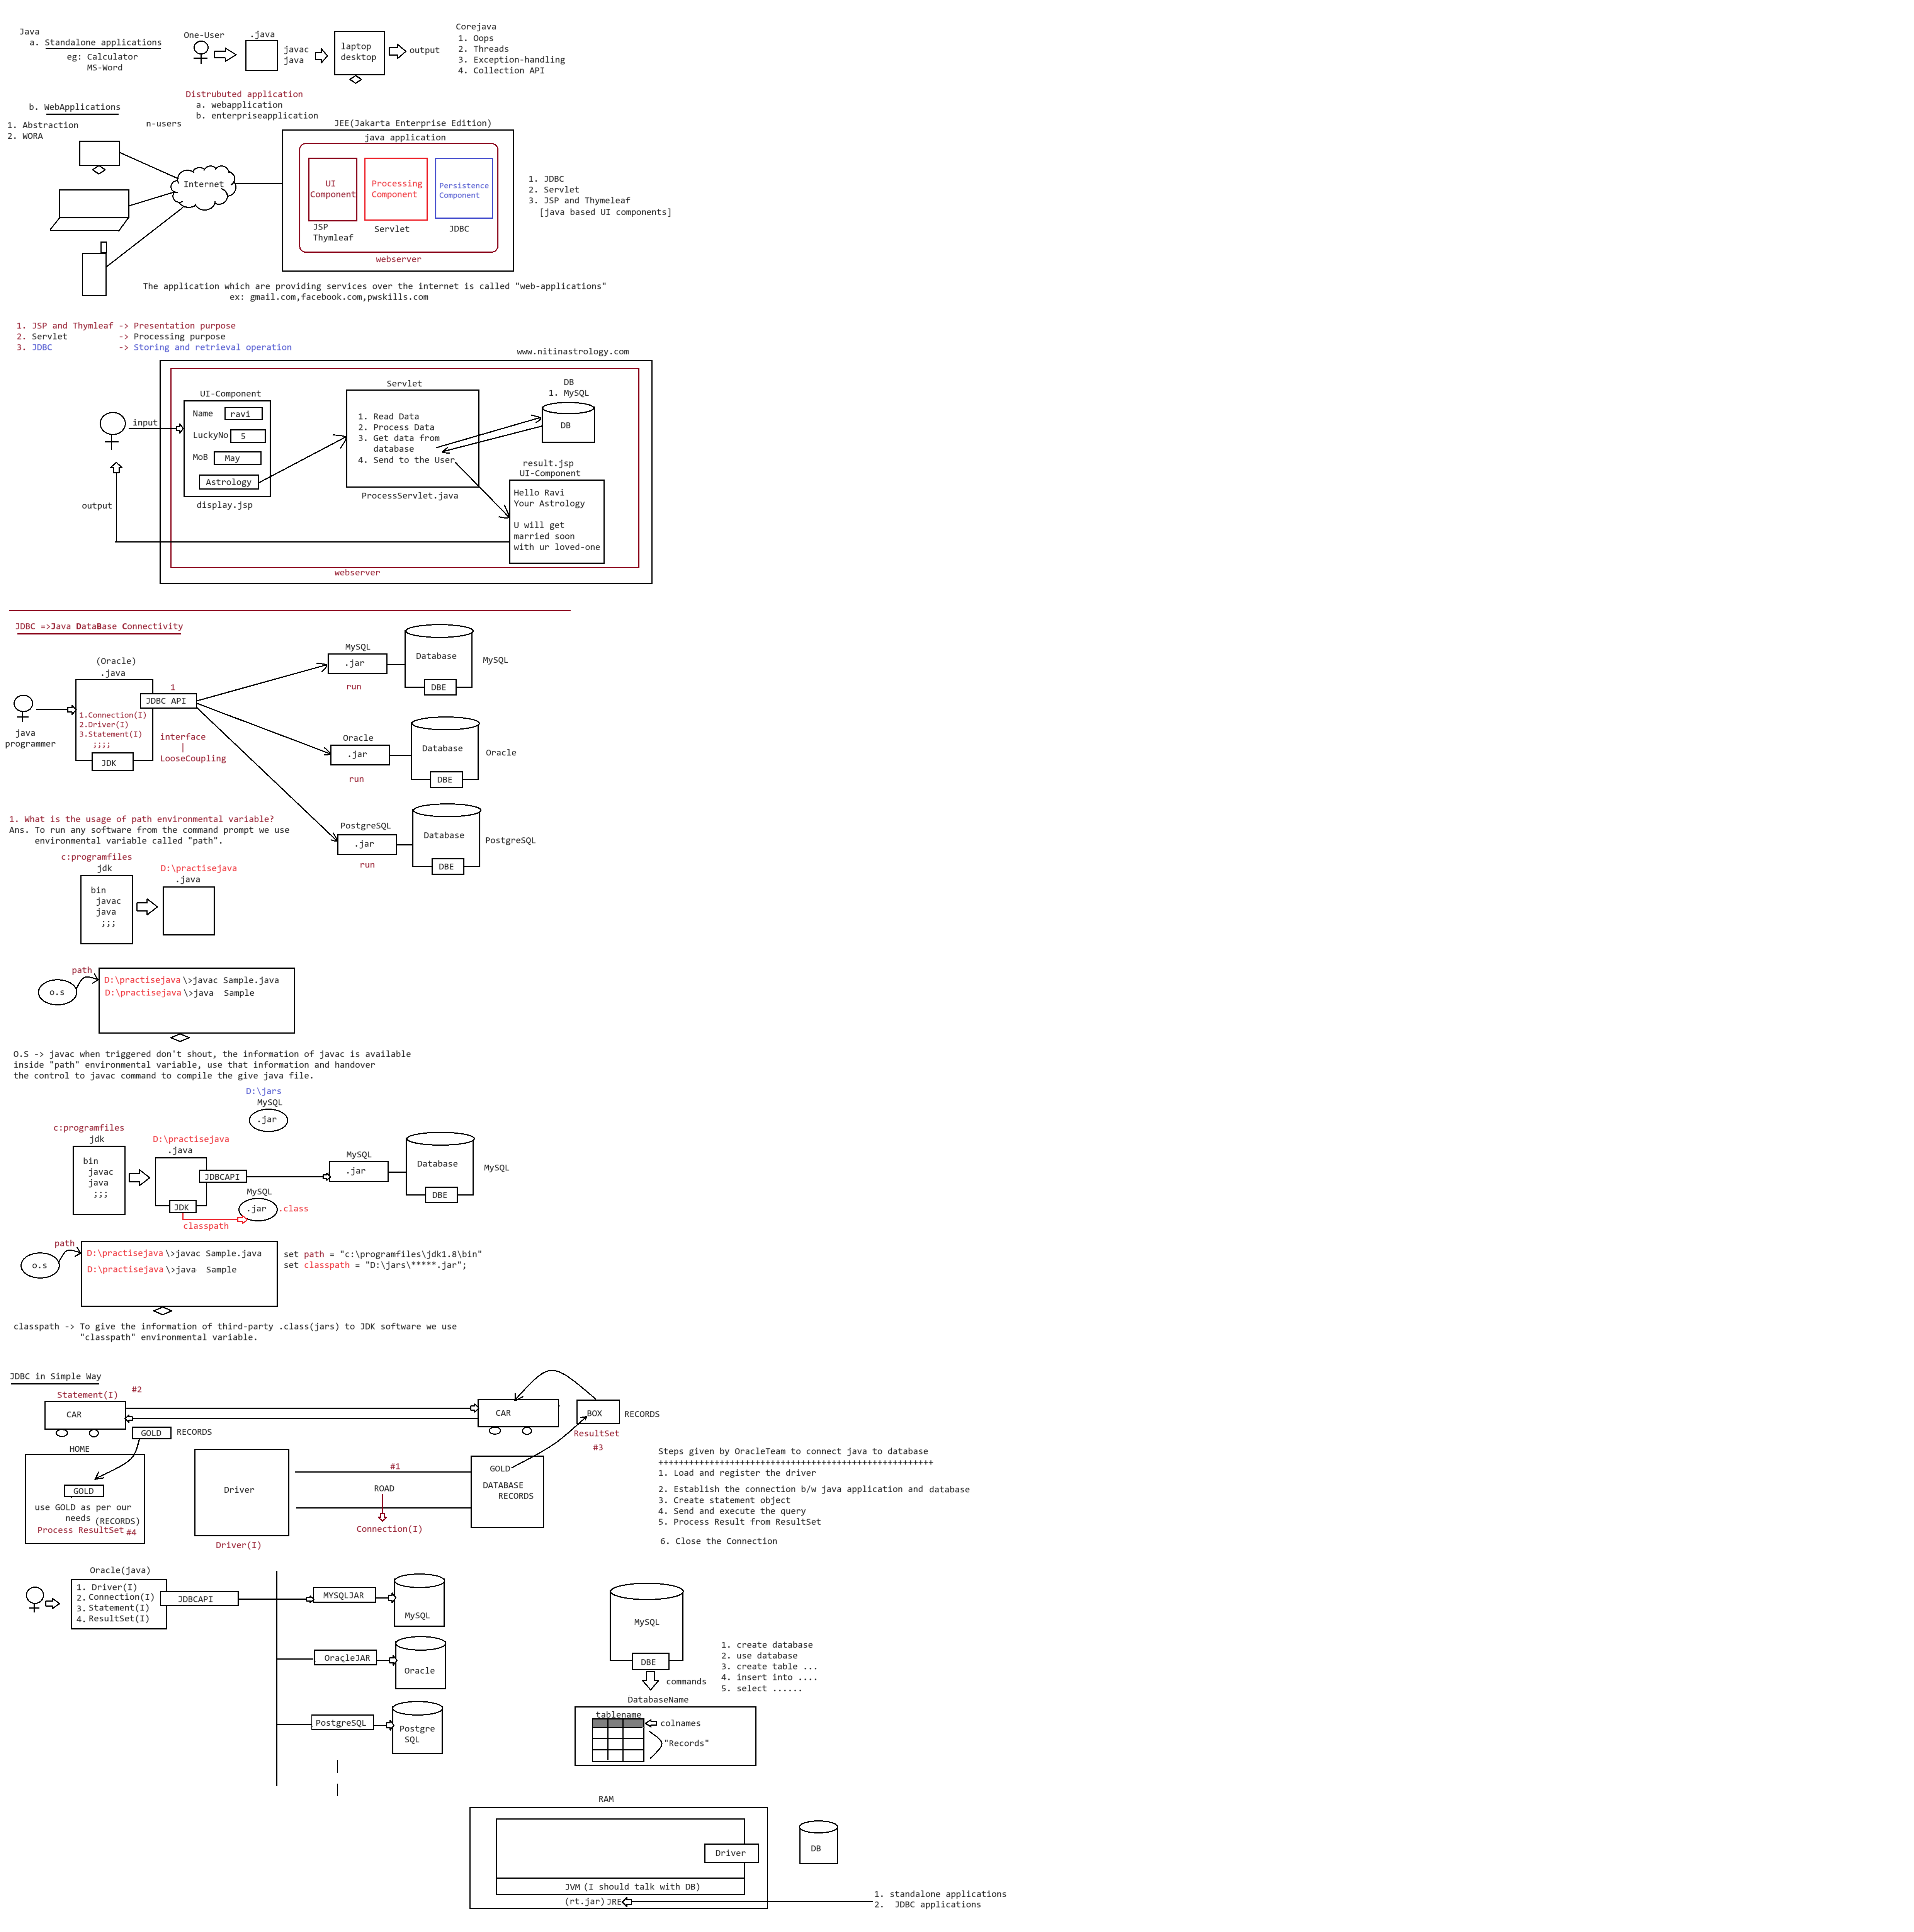 Java
a. Standalone applications
eg: Calculator
MS-Word
One-User
.java
javac
java
laptop
desktop
output
Corejava
1. Oops
2. Threads
3. Exception-handling
4. Collection API
Distrubuted application
a. webapplication
b. enterpriseapplication
b. WebApplications
1. Abstraction
2. WORA
n-users
Internet
JEE(Jakarta Enterprise Edition)
java application
UI
Component
Processing
Component
Persistence
Component
JSP
Thymleaf
Servlet
JDBC
webserver
1. JDBC
2. Servlet
3. JSP and Thymeleaf
[java based UI components]
The application which are providing services over the internet is called "web-applications"
ex: gmail.com,facebook.com,pwskills.com
1. JSP and Thymleaf -> Presentation purpose
2. Servlet -> Processing purpose
3. JDBC -> Storing and retrieval operation
www.nitinastrology.com
UI-Component
Name ravi
LuckyNo 5
MoB May
Astrology
display.jsp
input
output
Servlet
1. Read Data
2. Process Data
3. Get data from
database
4. Send to the User
ProcessServlet.java
DB
1. MySQL
DB
result.jsp
UI-Component
Hello Ravi
Your Astrology
U will get
married soon
with ur loved-one
webserver
JDBC =>Java DataBase Connectivity
(Oracle)
.java
1
JDBC API
1.Connection(I)
2.Driver(I)
3.Statement(I)
;;;;
JDK
java
programmer
interface
|
LooseCoupling
MySQL
.jar
run
Database
DBE
MySQL
Oracle
.jar
run
Database
DBE
Oracle
PostgreSQL
.jar
run
Database
DBE
PostgreSQL
1. What is the usage of path environmental variable?
Ans. To run any software from the command prompt we use
environmental variable called "path".
c:programfiles
jdk
bin
javac
java
;;;
D:\practisejava
.java
path
o.s
D:\practisejava\>javac Sample.java
D:\practisejava\>java Sample
O.S -> javac when triggered don't shout, the information of javac is available
inside "path" environmental variable, use that information and handover
the control to javac command to compile the give java file.
D:\jars
MySQL
.jar
c:programfiles
jdk
bin
javac
java
;;;
D:\practisejava
.java
JDBCAPI
JDK
MySQL
.jar
.class
classpath
MySQL
.jar
Database
DBE
MySQL
path
o.s
D:\practisejava\>javac Sample.java
D:\practisejava\>java Sample
set path = "c:\programfiles\jdk1.8\bin"
set classpath = "D:\jars\*****.jar";
classpath -> To give the information of third-party .class(jars) to JDK software we use
"classpath" environmental variable.
JDBC in Simple Way
Statement(I)
#2
CAR
GOLD
RECORDS
HOME
GOLD
use GOLD as per our
needs (RECORDS)
Process ResultSet #4
Driver
Driver(I)
#1
ROAD
Connection(I)
CAR
BOX
RECORDS
ResultSet
#3
GOLD
DATABASE
RECORDS
Steps given by OracleTeam to connect java to database
++++++++++++++++++++++++++++++++++++++++++++++++++++++
1. Load and register the driver
2. Establish the connection b/w java application and database
3. Create statement object
4. Send and execute the query
5. Process Result from ResultSet
6. Close the Connection
Oracle(java)
1. Driver(I)
2. Connection(I)
3. Statement(I)
4. ResultSet(I)
JDBCAPI
MYSQLJAR
MySQL
OracleJAR
Oracle
PostgreSQL
Postgre
SQL
MySQL
DBE
commands
1. create database
2. use database
3. create table ...
4. insert into ....
5. select ......
DatabaseName
tablename
colnames
"Records"
RAM
Driver
JVM (I should talk with DB)
(rt.jar) JRE
DB
1. standalone applications
2. JDBC applications